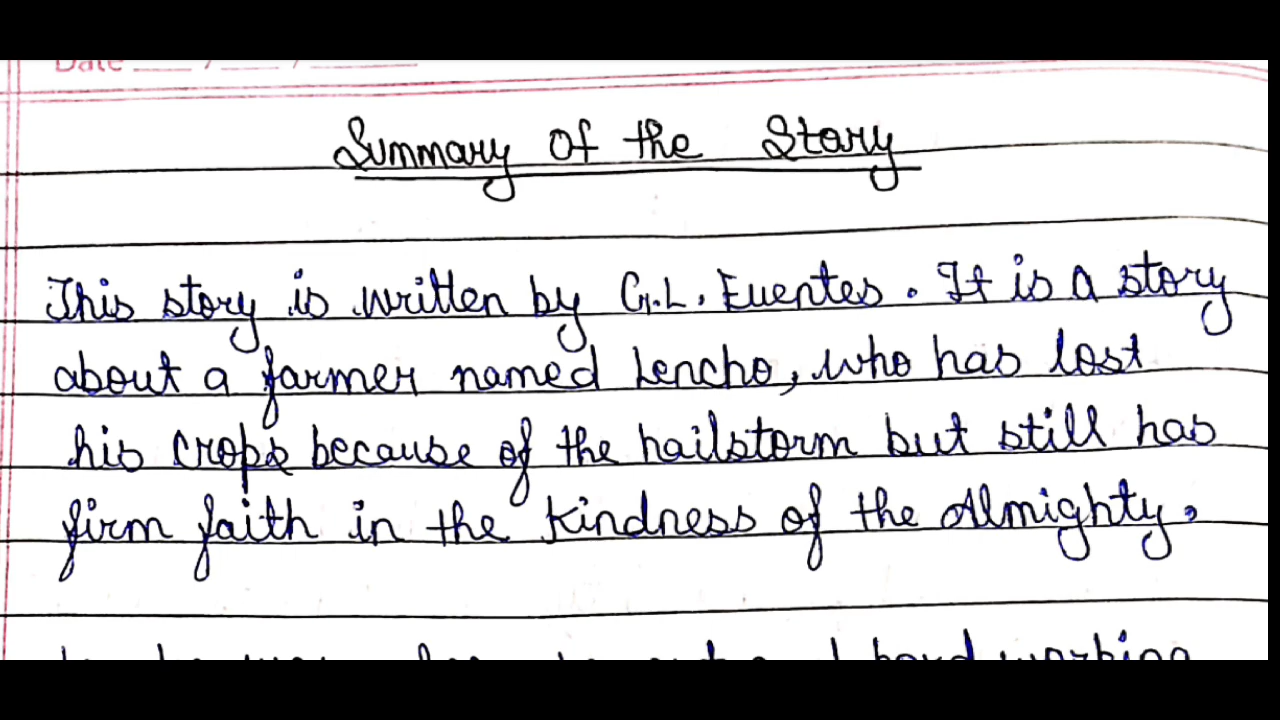 Date / /
Summary Of the Story
This story is written by G.L. Fuentes. It is a story
about a farmer named Lencho, who has lost
his crops because of the hailstorm but still has
firm faith in the kindness of the Almighty.
hard working